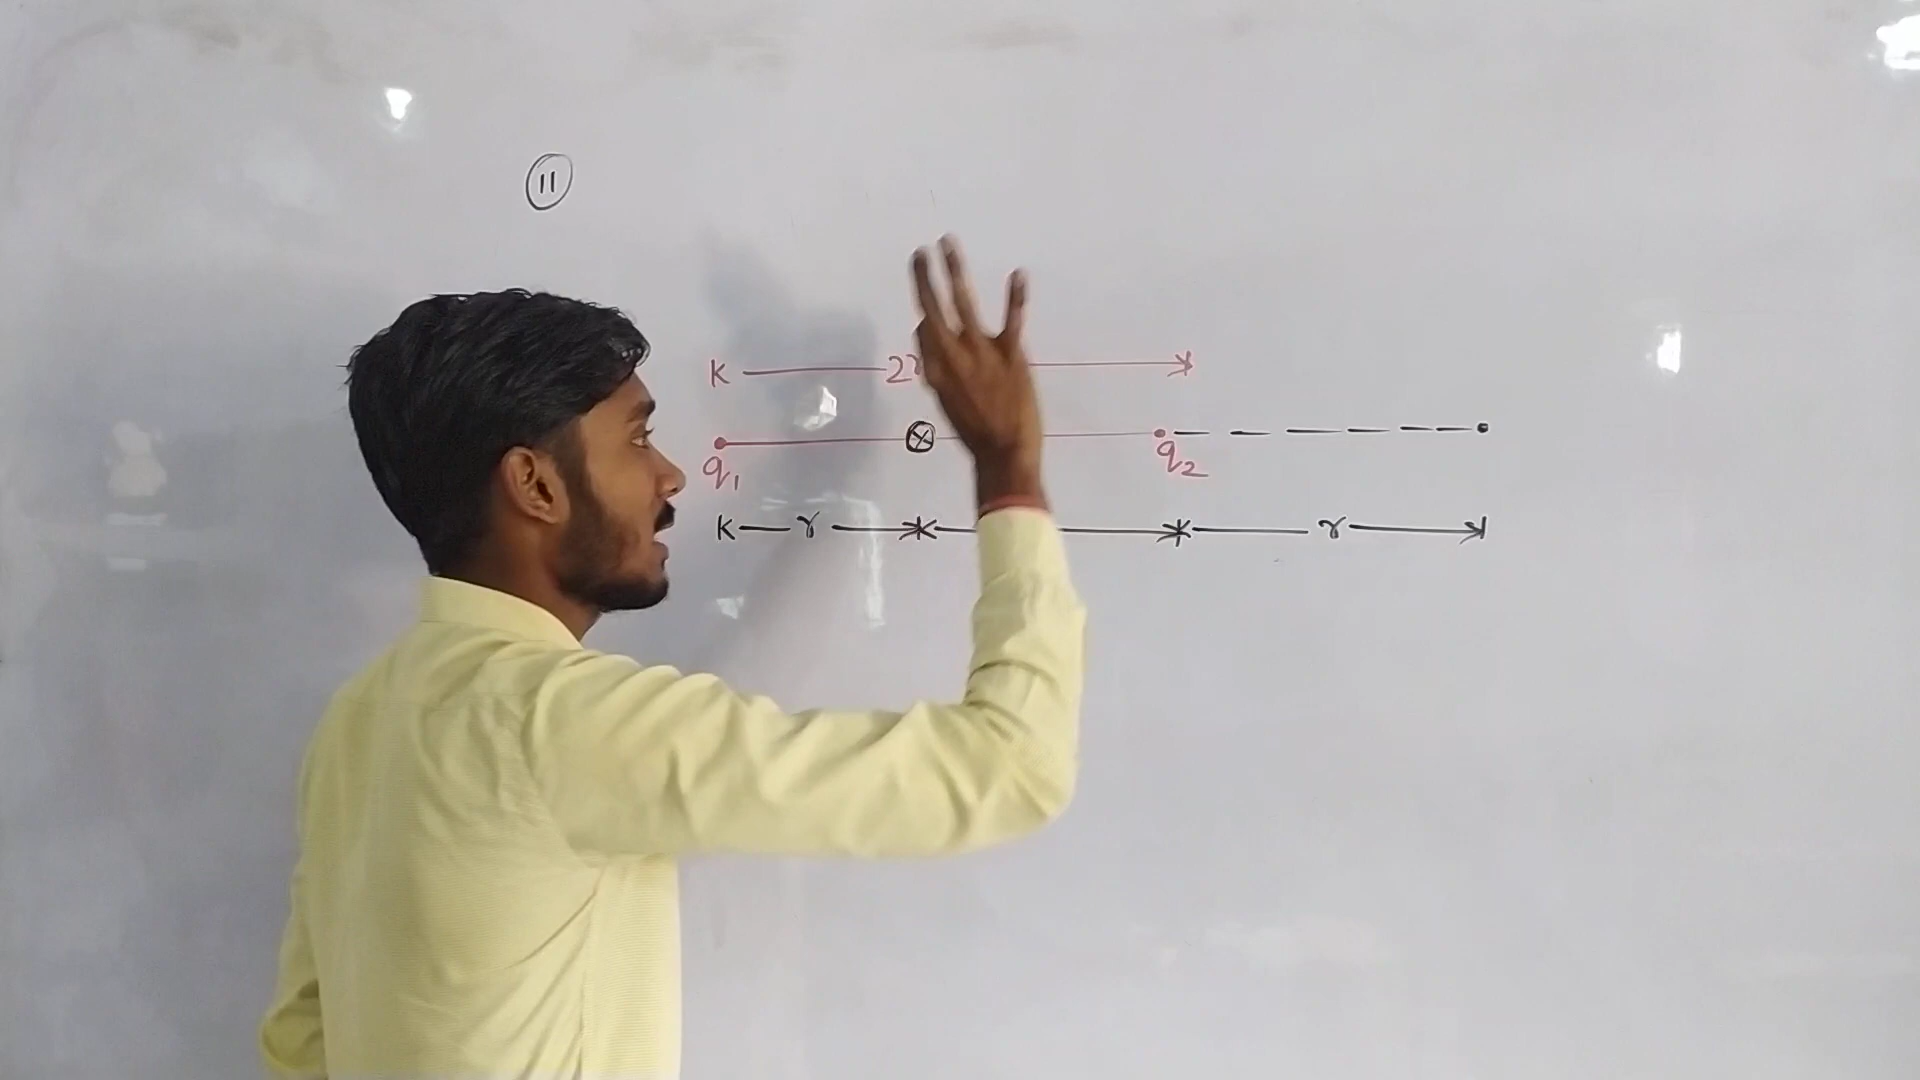 11
K 2r
q₁ ⊗ q₂
K r r